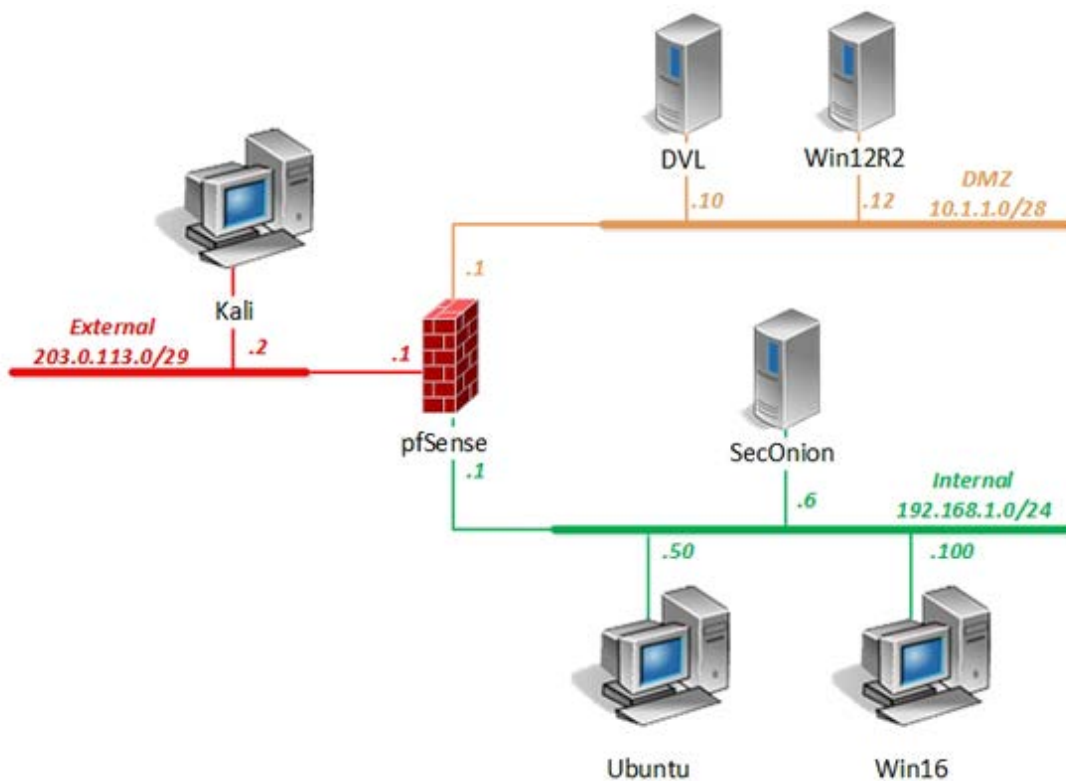 DVL
Win12R2
.10
.12
DMZ
10.1.1.0/28
.1
Kali
External
203.0.113.0/29
.2
.1
pfSense
.1
SecOnion
.6
Internal
192.168.1.0/24
.50
.100
Ubuntu
Win16